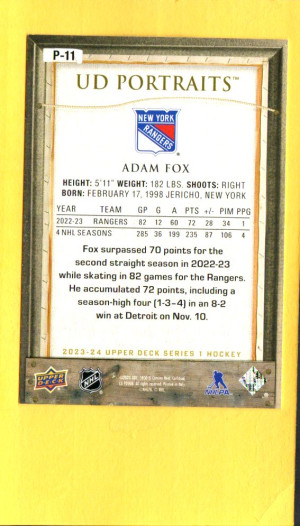 P-11
UD PORTRAITS™
NEW YORK
RANGERS
ADAM FOX
HEIGHT: 5'11" WEIGHT: 182 LBS. SHOOTS: RIGHT
BORN: FEBRUARY 17, 1998 JERICHO, NEW YORK
YEAR TEAM GP G A PTS +/- PIM PPG
2022-23 RANGERS 82 12 60 72 28 34 1
4 NHL SEASONS 285 36 199 235 87 106 4
Fox surpassed 70 points for the
second straight season in 2022-23
while skating in 82 games for the Rangers.
He accumulated 72 points, including a
season-high four (1-3–4) in an 8-2
win at Detroit on Nov. 10.
2023-24 UPPER DECK SERIES 1 HOCKEY
UPPER DECK
NHL
NHLPA